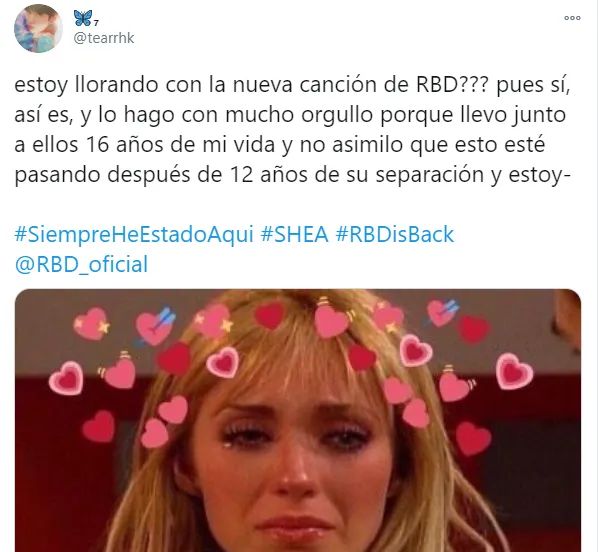 🦋₇
@tearrhk
estoy llorando con la nueva canción de RBD??? pues sí,
así es, y lo hago con mucho orgullo porque llevo junto
a ellos 16 años de mi vida y no asimilo que esto esté
pasando después de 12 años de su separación y estoy-
#SiempreHeEstadoAqui #SHEA #RBDisBack
@RBD_oficial